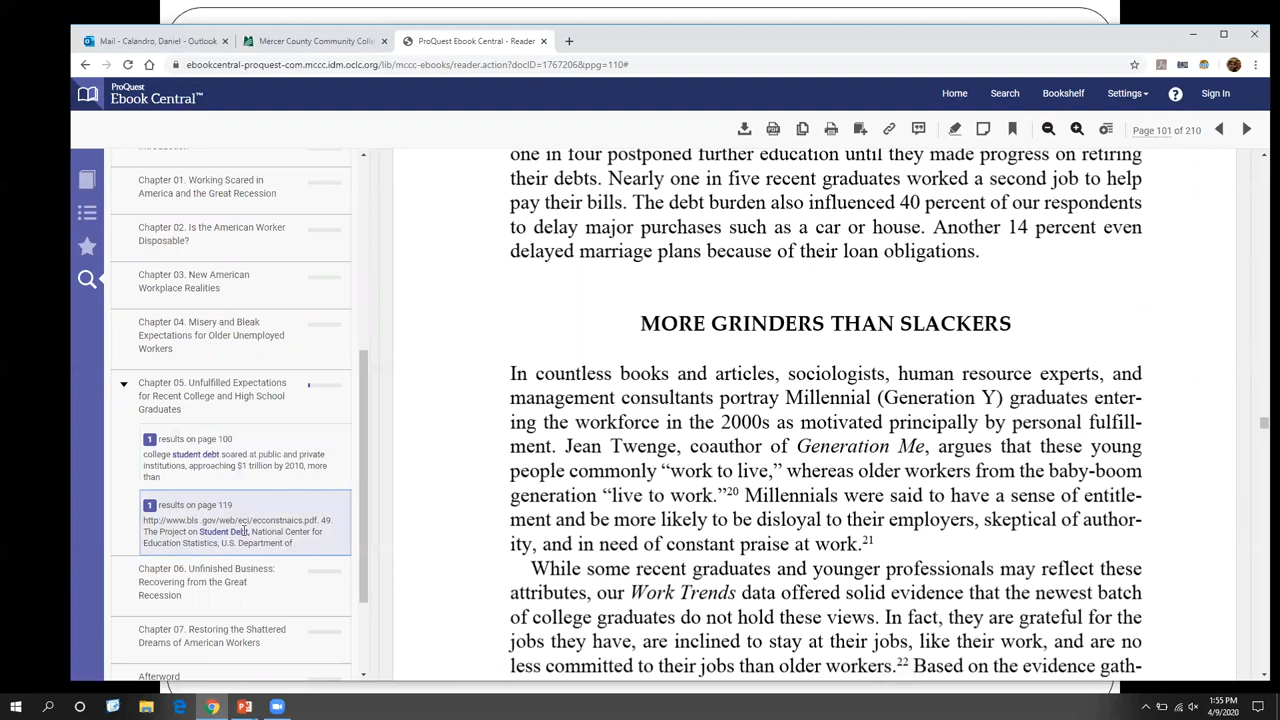 Mail - Calandro, Daniel - Outlook
Mercer County Community Colle
ProQuest Ebook Central - Reader
ebookcentral-proquest-com.mccc.idm.oclc.org/lib/mccc-ebooks/reader.action?docID=1767206&ppg=110#
ProQuest
Ebook Central™
Home
Search
Bookshelf
Settings
Sign In
Page 101 of 210
Introduction
Chapter 01. Working Scared in
America and the Great Recession
Chapter 02. Is the American Worker
Disposable?
Chapter 03. New American
Workplace Realities
Chapter 04. Misery and Bleak
Expectations for Older Unemployed
Workers
Chapter 05. Unfulfilled Expectations
for Recent College and High School
Graduates
1 results on page 100
college student debt soared at public and private
institutions, approaching $1 trillion by 2010, more
than
1 results on page 119
http://www.bls .gov/web/eci/ecconstnaics.pdf. 49.
The Project on Student Debt, National Center for
Education Statistics, U.S. Department of
Chapter 06. Unfinished Business:
Recovering from the Great
Recession
Chapter 07. Restoring the Shattered
Dreams of American Workers
Afterword
one in four postponed further education until they made progress on retiring
their debts. Nearly one in five recent graduates worked a second job to help
pay their bills. The debt burden also influenced 40 percent of our respondents
to delay major purchases such as a car or house. Another 14 percent even
delayed marriage plans because of their loan obligations.
MORE GRINDERS THAN SLACKERS
In countless books and articles, sociologists, human resource experts, and
management consultants portray Millennial (Generation Y) graduates enter-
ing the workforce in the 2000s as motivated principally by personal fulfill-
ment. Jean Twenge, coauthor of Generation Me, argues that these young
people commonly “work to live,” whereas older workers from the baby-boom
generation “live to work.”20 Millennials were said to have a sense of entitle-
ment and be more likely to be disloyal to their employers, skeptical of author-
ity, and in need of constant praise at work.21
While some recent graduates and younger professionals may reflect these
attributes, our Work Trends data offered solid evidence that the newest batch
of college graduates do not hold these views. In fact, they are grateful for the
jobs they have, are inclined to stay at their jobs, like their work, and are no
less committed to their jobs than older workers.22 Based on the evidence gath-
1:55 PM
4/9/2020